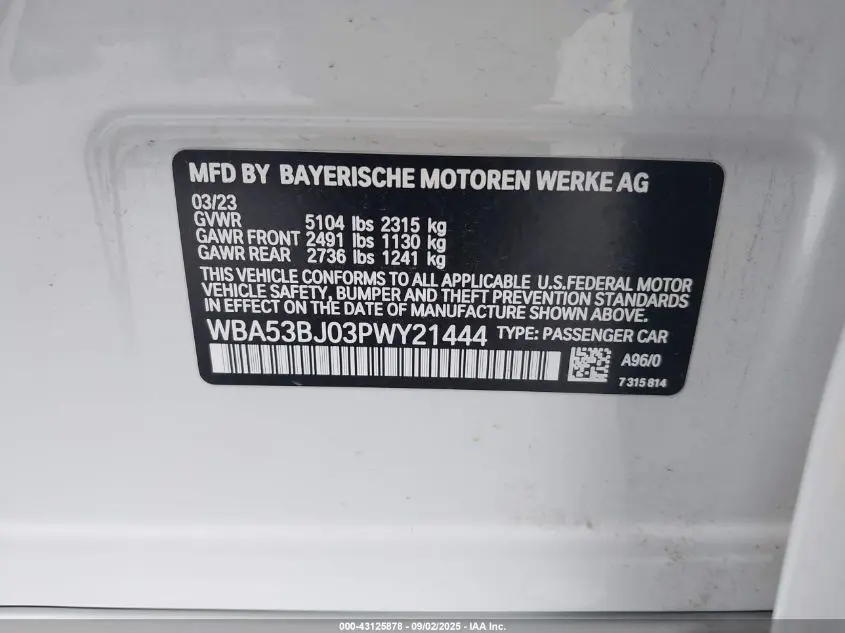 MFD BY BAYERISCHE MOTOREN WERKE AG
03/23
GVWR 5104 lbs 2315 kg
GAWR FRONT 2491 lbs 1130 kg
GAWR REAR 2736 lbs 1241 kg
THIS VEHICLE CONFORMS TO ALL APPLICABLE U.S.FEDERAL MOTOR
VEHICLE SAFETY, BUMPER AND THEFT PREVENTION STANDARDS
IN EFFECT ON THE DATE OF MANUFACTURE SHOWN ABOVE.
WBA53BJ03PWY21444 TYPE: PASSENGER CAR
A96/0
7 315 814
000-43125878 - 09/02/2025 - IAA Inc.